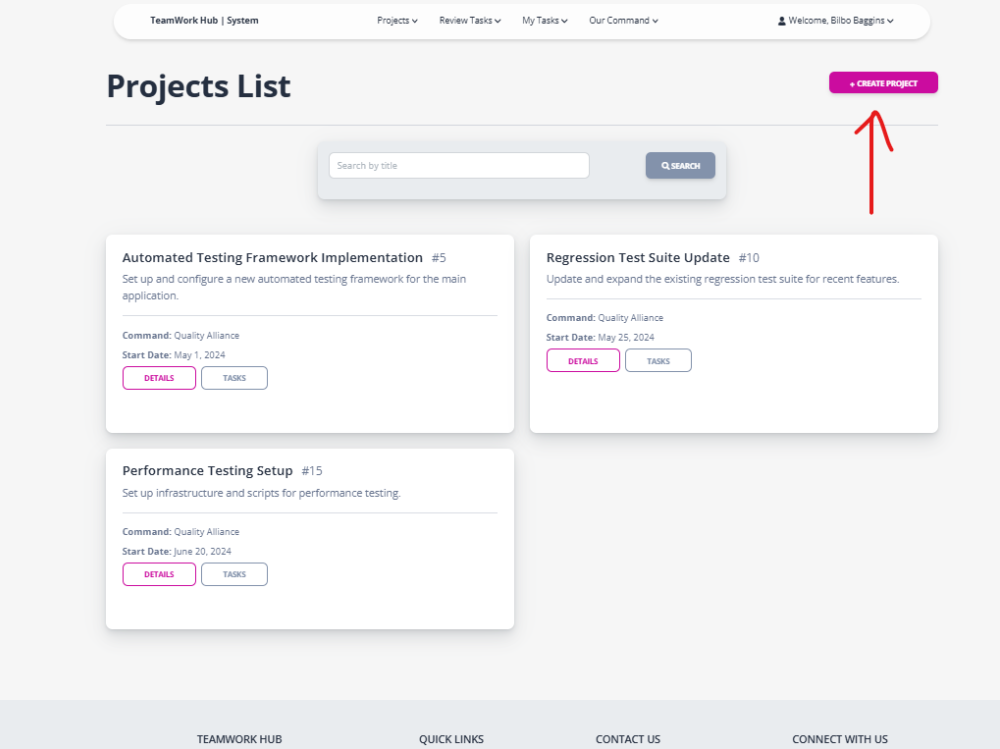 TeamWork Hub | System
Projects
Review Tasks
My Tasks
Our Command
Welcome, Bilbo Baggins
Projects List
+ CREATE PROJECT
Search by title
SEARCH
Automated Testing Framework Implementation #5
Set up and configure a new automated testing framework for the main
application.
Command: Quality Alliance
Start Date: May 1, 2024
DETAILS
TASKS
Regression Test Suite Update #10
Update and expand the existing regression test suite for recent features.
Command: Quality Alliance
Start Date: May 25, 2024
DETAILS
TASKS
Performance Testing Setup #15
Set up infrastructure and scripts for performance testing.
Command: Quality Alliance
Start Date: June 20, 2024
DETAILS
TASKS
TEAMWORK HUB
QUICK LINKS
CONTACT US
CONNECT WITH US